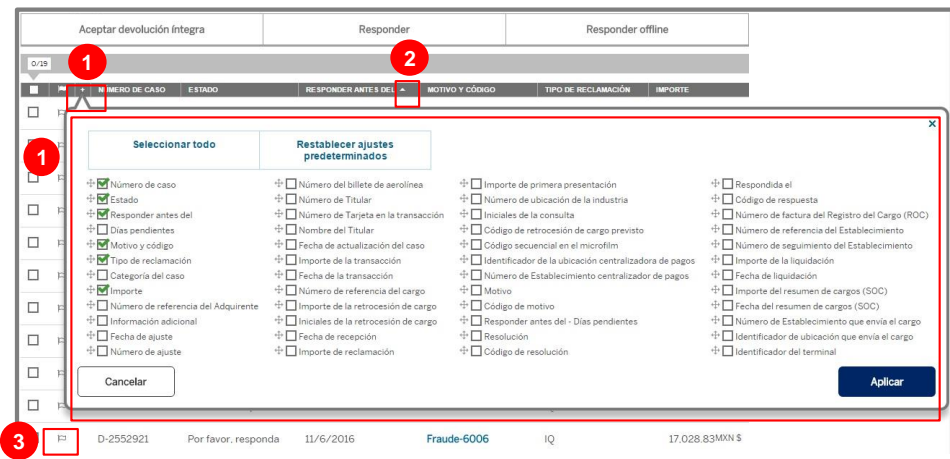 Aceptar devolución íntegra Responder Responder offline
0/19
1 2
+ NÚMERO DE CASO ESTADO RESPONDER ANTES DEL MOTIVO Y CÓDIGO TIPO DE RECLAMACIÓN IMPORTE
×
1
Seleccionar todo
Restablecer ajustes
predeterminados
Número de caso
Estado
Responder antes del
Días pendientes
Motivo y código
Tipo de reclamación
Categoría del caso
Importe
Número de referencia del Adquirente
Información adicional
Fecha de ajuste
Número de ajuste
Número del billete de aerolínea
Número de Titular
Número de Tarjeta en la transacción
Nombre del Titular
Fecha de actualización del caso
Importe de la transacción
Fecha de la transacción
Número de referencia del cargo
Importe de la retrocesión de cargo
Iniciales de la retrocesión de cargo
Fecha de recepción
Importe de reclamación
Importe de primera presentación
Número de ubicación de la industria
Iniciales de la consulta
Código de retrocesión de cargo previsto
Código secuencial en el microfilm
Identificador de la ubicación centralizadora de pagos
Número de Establecimiento centralizador de pagos
Motivo
Código de motivo
Responder antes del - Días pendientes
Resolución
Código de resolución
Respondida el
Código de respuesta
Número de factura del Registro del Cargo (ROC)
Número de referencia del Establecimiento
Número de seguimiento del Establecimiento
Importe de la liquidación
Fecha de liquidación
Importe del resumen de cargos (SOC)
Fecha del resumen de cargos (SOC)
Número de Establecimiento que envía el cargo
Identificador de ubicación que envía el cargo
Identificador del terminal
Cancelar Aplicar
3 D-2552921 Por favor, responda 11/6/2016 Fraude-6006 IQ 17,028.83MXN $